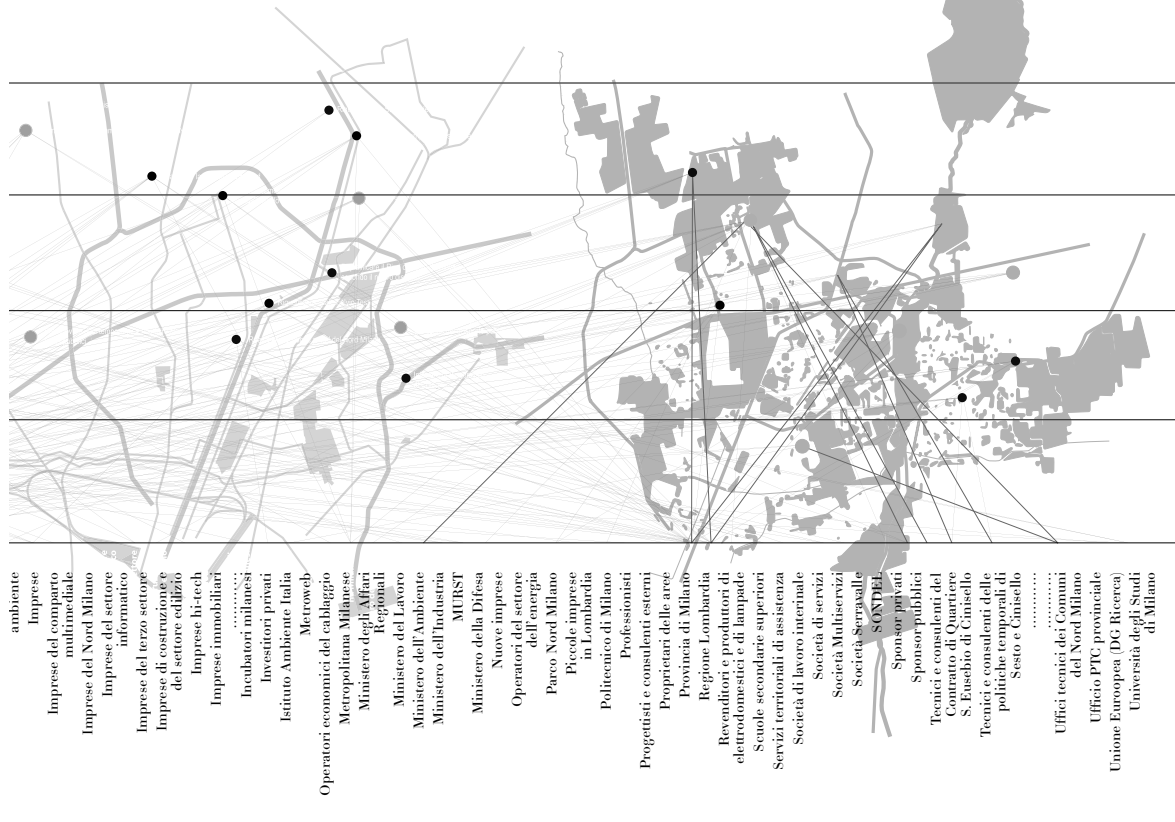 ambiente
Imprese
Imprese del comparto
multimediale
Imprese del Nord Milano
Imprese del settore
informatico
Imprese del terzo settore
Imprese di costruzione e
del settore edilizio
Imprese hi-tech
Imprese immobiliari
...........
Incubatori milanesi
Investitori privati
Istituto Ambiente Italia
Metroweb
Operatori economici del cablaggio
Metropolitana Milanese
Ministero degli Affari
Regionali
Ministero del Lavoro
Ministero dell'Ambiente
Ministero dell'Industria
MURST
Ministero della Difesa
Nuove imprese
Operatori del settore
dell'energia
Parco Nord Milano
Piccole imprese
in Lombardia
Politecnico di Milano
Professionisti
Progettisti e consulenti esterni
Proprietari delle aree
Provincia di Milano
Regione Lombardia
Revenditori e produttori di
elettrodomestici e di lampade
Scuole secondarie superiori
Servizi territoriali di assistenza
Società di lavoro interinale
Società di servizi
Società Multiservizi
Società Serenelle
SONDEL
Sponsor privati
Sponsor pubblici
Tecnici e consulenti del
Contratto di Quartiere
S. Eusebio di Cinisello
Tecnici e consulenti delle
politiche temporali di
Sesto e Cinisello
...........
...........
Uffici tecnici dei Comuni
del Nord Milano
Ufficio PTC provinciale
Unione Euroopea (DG Ricerca)
Università degli Studi
di Milano